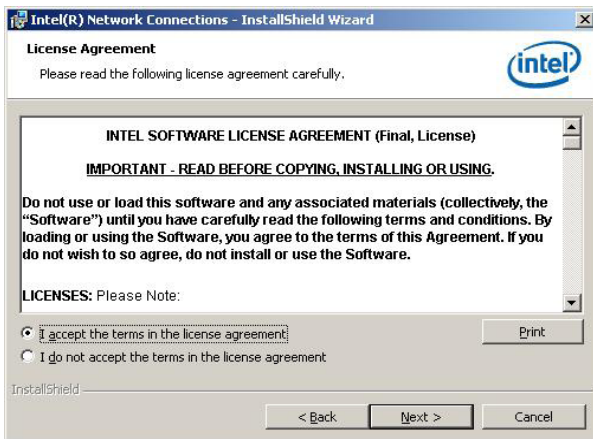 Intel(R) Network Connections - InstallShield Wizard
License Agreement
Please read the following license agreement carefully.
intel
INTEL SOFTWARE LICENSE AGREEMENT (Final, License)
IMPORTANT - READ BEFORE COPYING, INSTALLING OR USING.
Do not use or load this software and any associated materials (collectively, the
“Software”) until you have carefully read the following terms and conditions. By
loading or using the Software, you agree to the terms of this Agreement. If you
do not wish to so agree, do not install or use the Software.
LICENSES: Please Note:
I accept the terms in the license agreement
Print
I do not accept the terms in the license agreement
InstallShield
< Back
Next >
Cancel